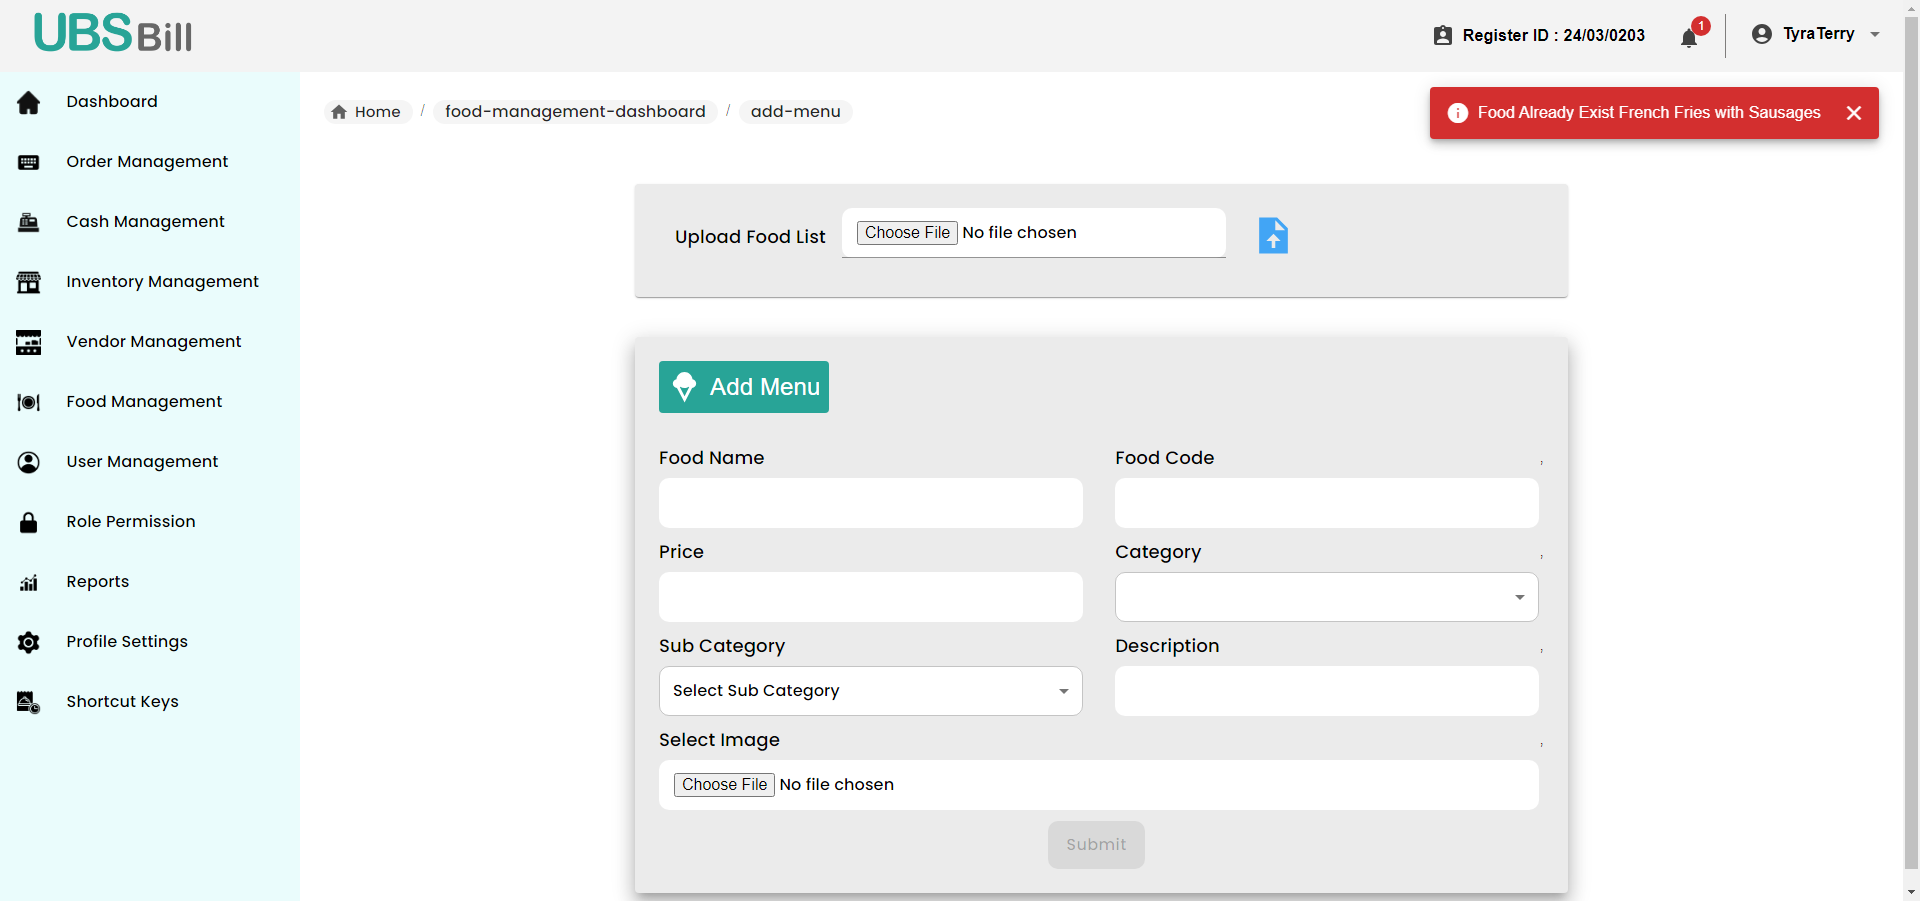 UBS Bill
Register ID : 24/03/0203
1
TyraTerry
Dashboard
Order Management
Cash Management
Inventory Management
Vendor Management
Food Management
User Management
Role Permission
Reports
Profile Settings
Shortcut Keys
Home / food-management-dashboard / add-menu
Food Already Exist French Fries with Sausages
Upload Food List
Choose File No file chosen
Add Menu
Food Name
Food Code
,
Price
Category
,
Sub Category
Description
,
Select Sub Category
Select Image
,
Choose File No file chosen
Submit